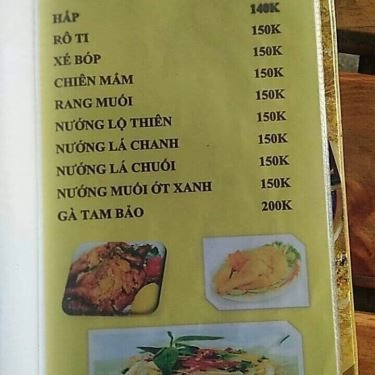 HẤP 140K
RÔ TI 150K
XÉ BÓP 150K
CHIÊN MẮM 150K
RANG MUỐI 150K
NƯỚNG LỘ THIÊN 150K
NƯỚNG LÁ CHANH 150K
NƯỚNG LÁ CHUỐI 150K
NƯỚNG MUỐI ỚT XANH 150K
GÀ TAM BẢO 200K